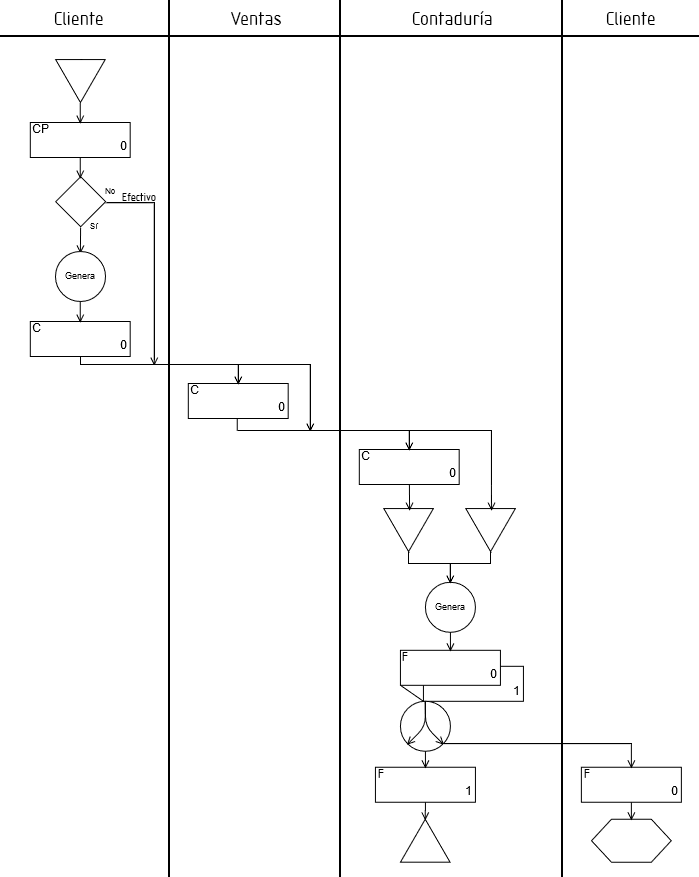 Cliente
Ventas
Contaduría
Cliente
CP
0
No
Efectivo
Sí
Genera
C
0
C
0
C
0
Genera
F
0
1
F
1
F
0